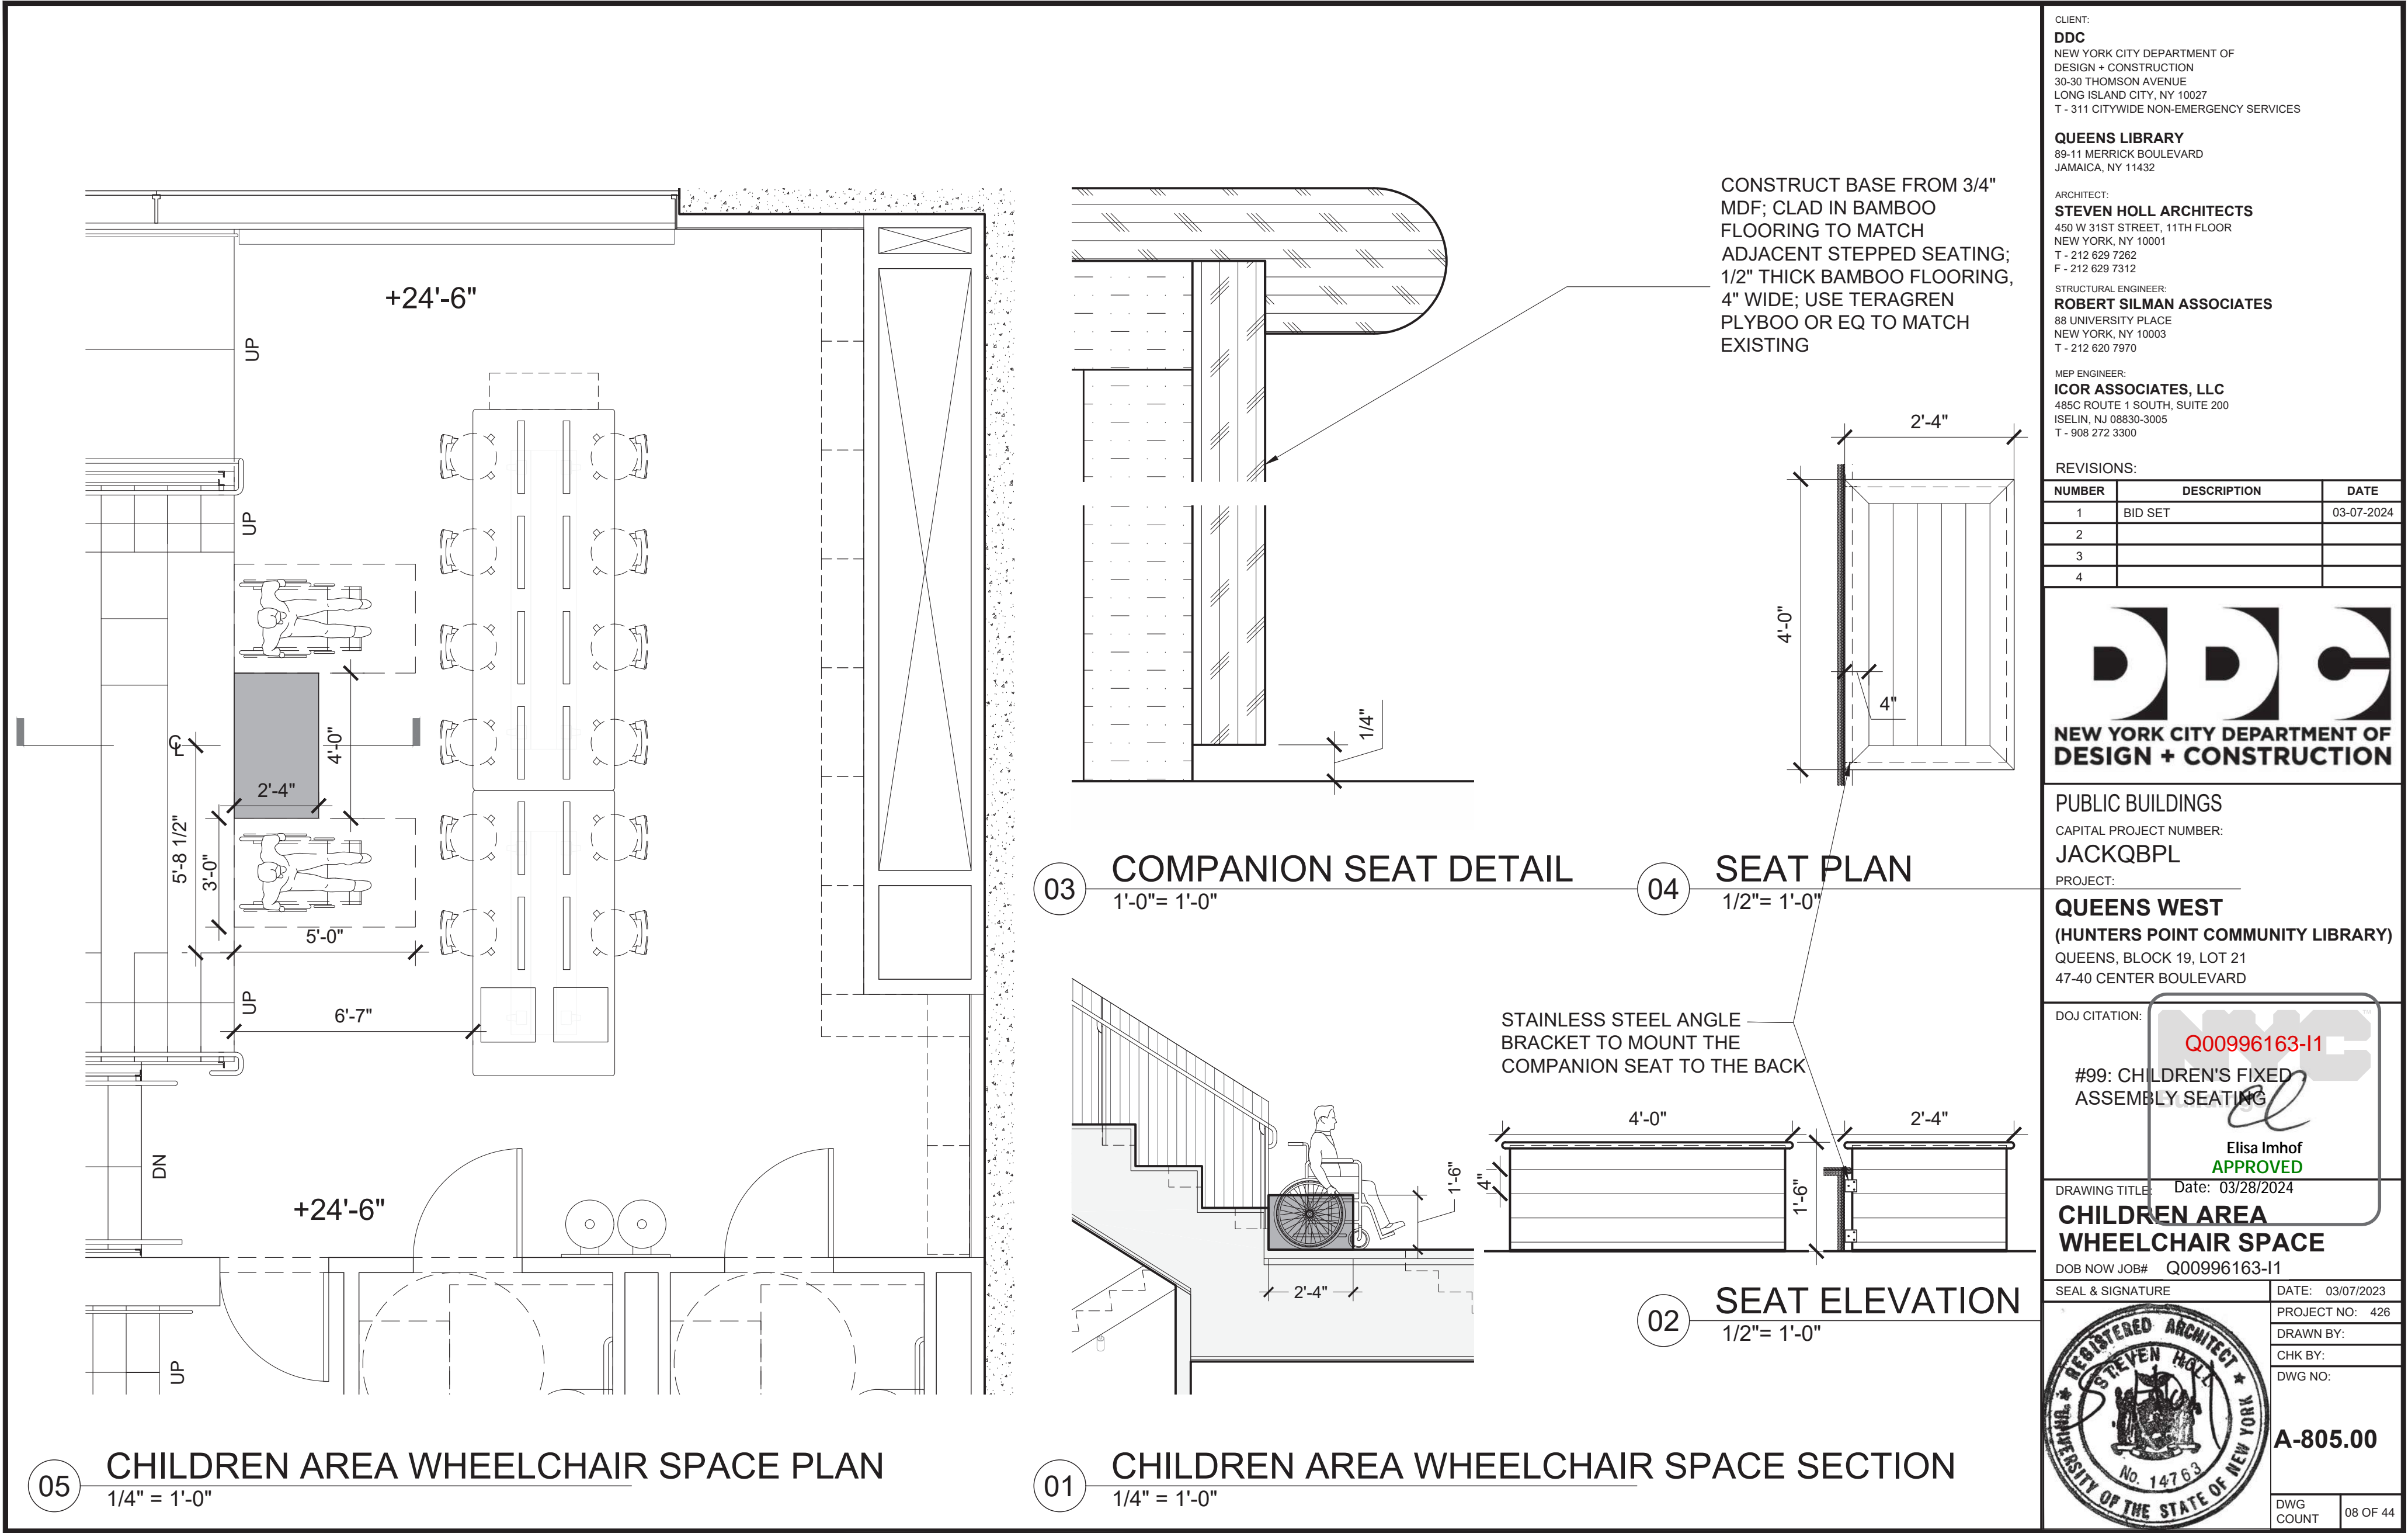 +24'-6"
UP
UP
4'-0"
2'-4"
CL
5'-8 1/2"
3'-0"
5'-0"
UP
6'-7"
DN
+24'-6"
UP
05
CHILDREN AREA WHEELCHAIR SPACE PLAN
1/4" = 1'-0"
CONSTRUCT BASE FROM 3/4"
MDF; CLAD IN BAMBOO
FLOORING TO MATCH
ADJACENT STEPPED SEATING;
1/2" THICK BAMBOO FLOORING,
4" WIDE; USE TERAGREN
PLYBOO OR EQ TO MATCH
EXISTING
1/4"
03
COMPANION SEAT DETAIL
1'-0"= 1'-0"
2'-4"
4'-0"
4"
04
SEAT PLAN
1/2"= 1'-0"
STAINLESS STEEL ANGLE
BRACKET TO MOUNT THE
COMPANION SEAT TO THE BACK
1'-6"
2'-4"
01
CHILDREN AREA WHEELCHAIR SPACE SECTION
1/4" = 1'-0"
4'-0"
2'-4"
4"
1'-6"
02
SEAT ELEVATION
1/2"= 1'-0"
CLIENT:
DDC
NEW YORK CITY DEPARTMENT OF
DESIGN + CONSTRUCTION
30-30 THOMSON AVENUE
LONG ISLAND CITY, NY 10027
T - 311 CITYWIDE NON-EMERGENCY SERVICES
QUEENS LIBRARY
89-11 MERRICK BOULEVARD
JAMAICA, NY 11432
ARCHITECT:
STEVEN HOLL ARCHITECTS
450 W 31ST STREET, 11TH FLOOR
NEW YORK, NY 10001
T - 212 629 7262
F - 212 629 7312
STRUCTURAL ENGINEER:
ROBERT SILMAN ASSOCIATES
88 UNIVERSITY PLACE
NEW YORK, NY 10003
T - 212 620 7970
MEP ENGINEER:
ICOR ASSOCIATES, LLC
485C ROUTE 1 SOUTH, SUITE 200
ISELIN, NJ 08830-3005
T - 908 272 3300
REVISIONS:
NUMBER DESCRIPTION DATE
1 BID SET 03-07-2024
2
3
4
DDC
NEW YORK CITY DEPARTMENT OF
DESIGN + CONSTRUCTION
PUBLIC BUILDINGS
CAPITAL PROJECT NUMBER:
JACKQBPL
PROJECT:
QUEENS WEST
(HUNTERS POINT COMMUNITY LIBRARY)
QUEENS, BLOCK 19, LOT 21
47-40 CENTER BOULEVARD
DOJ CITATION:
NYC
Q00996163-I1
#99: CHILDREN'S FIXED
ASSEMBLY SEATING
Elisa Imhof
APPROVED
Date: 03/28/2024
DRAWING TITLE:
CHILDREN AREA
WHEELCHAIR SPACE
DOB NOW JOB# Q00996163-I1
SEAL & SIGNATURE
DATE: 03/07/2023
PROJECT NO: 426
DRAWN BY:
CHK BY:
DWG NO:
A-805.00
REGISTERED ARCHITECT
STEVEN HOLL
No. 14763
UNIVERSITY OF THE STATE OF NEW YORK
DWG COUNT 08 OF 44